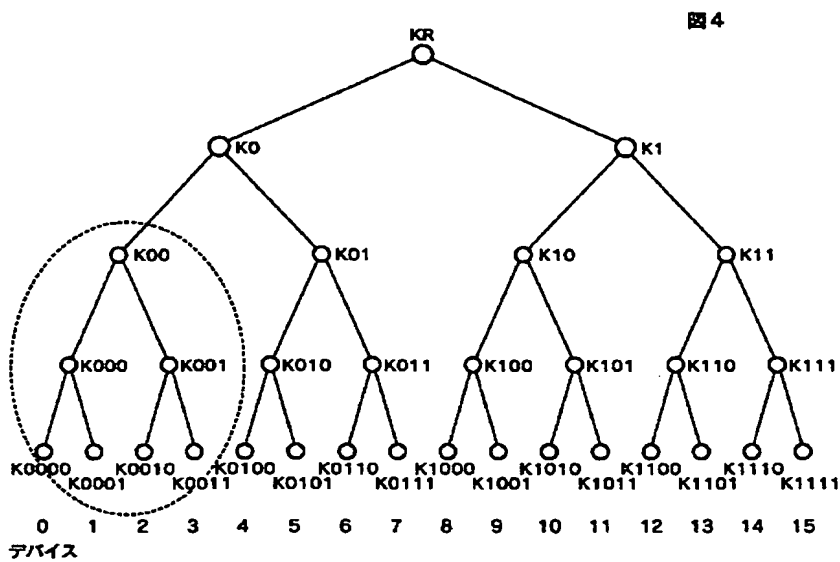 図4
KR
K0 K1
K00 K01 K10 K11
K000 K001 K010 K011 K100 K101 K110 K111
K0000 K0010 K0100 K0110 K1000 K1010 K1100 K1110
K0001 K0011 K0101 K0111 K1001 K1011 K1101 K1111
0 1 2 3 4 5 6 7 8 9 10 11 12 13 14 15
デバイス